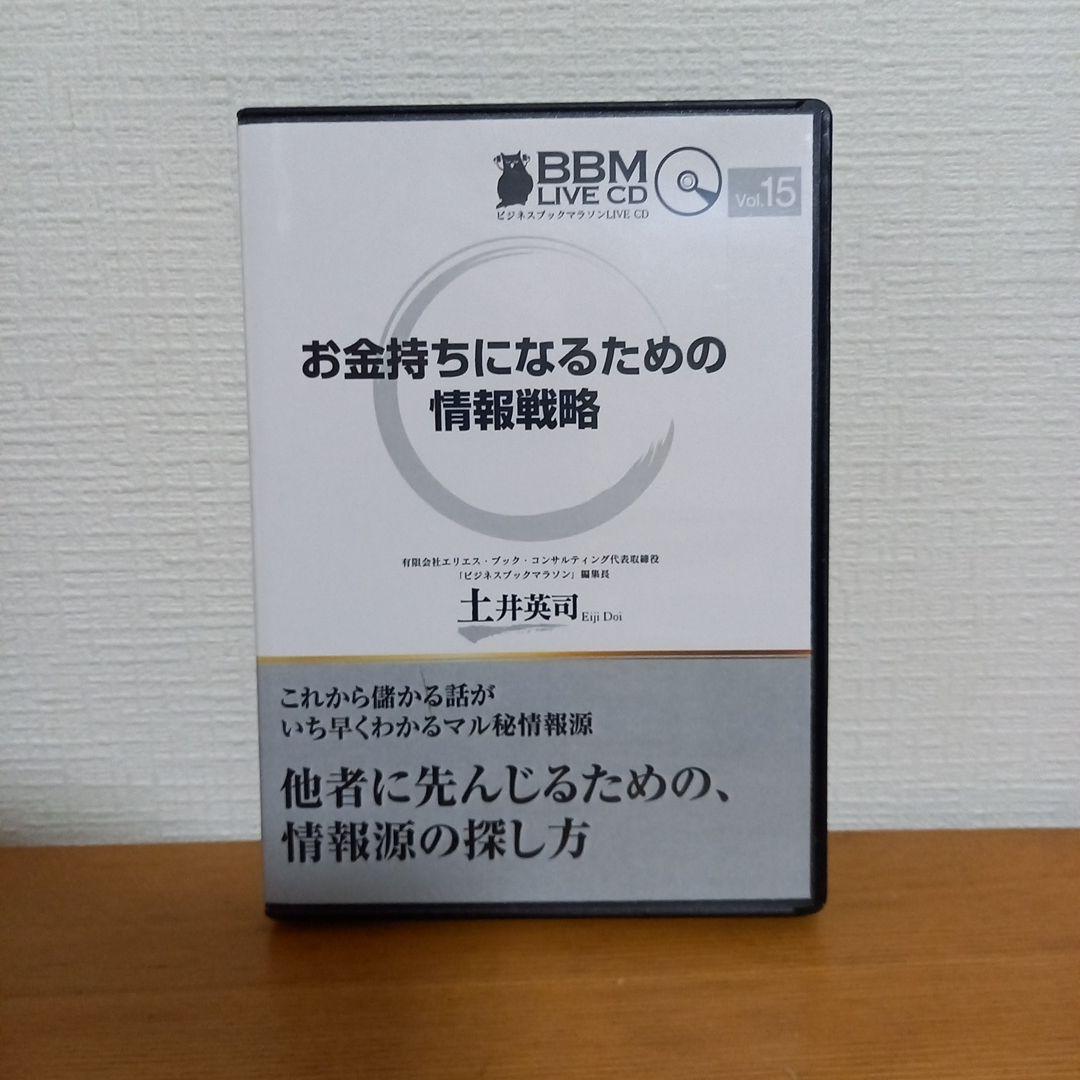 BBM
LIVE CD
ビジネスブックマラソンLIVE CD
Vol.15
お金持ちになるための
情報戦略
有限会社エリエス・ブック・コンサルティング代表取締役
「ビジネスブックマラソン」編集長
土井英司 Eiji Doi
これから儲かる話が
いち早くわかるマル秘情報源
他者に先んじるための、
情報源の探し方